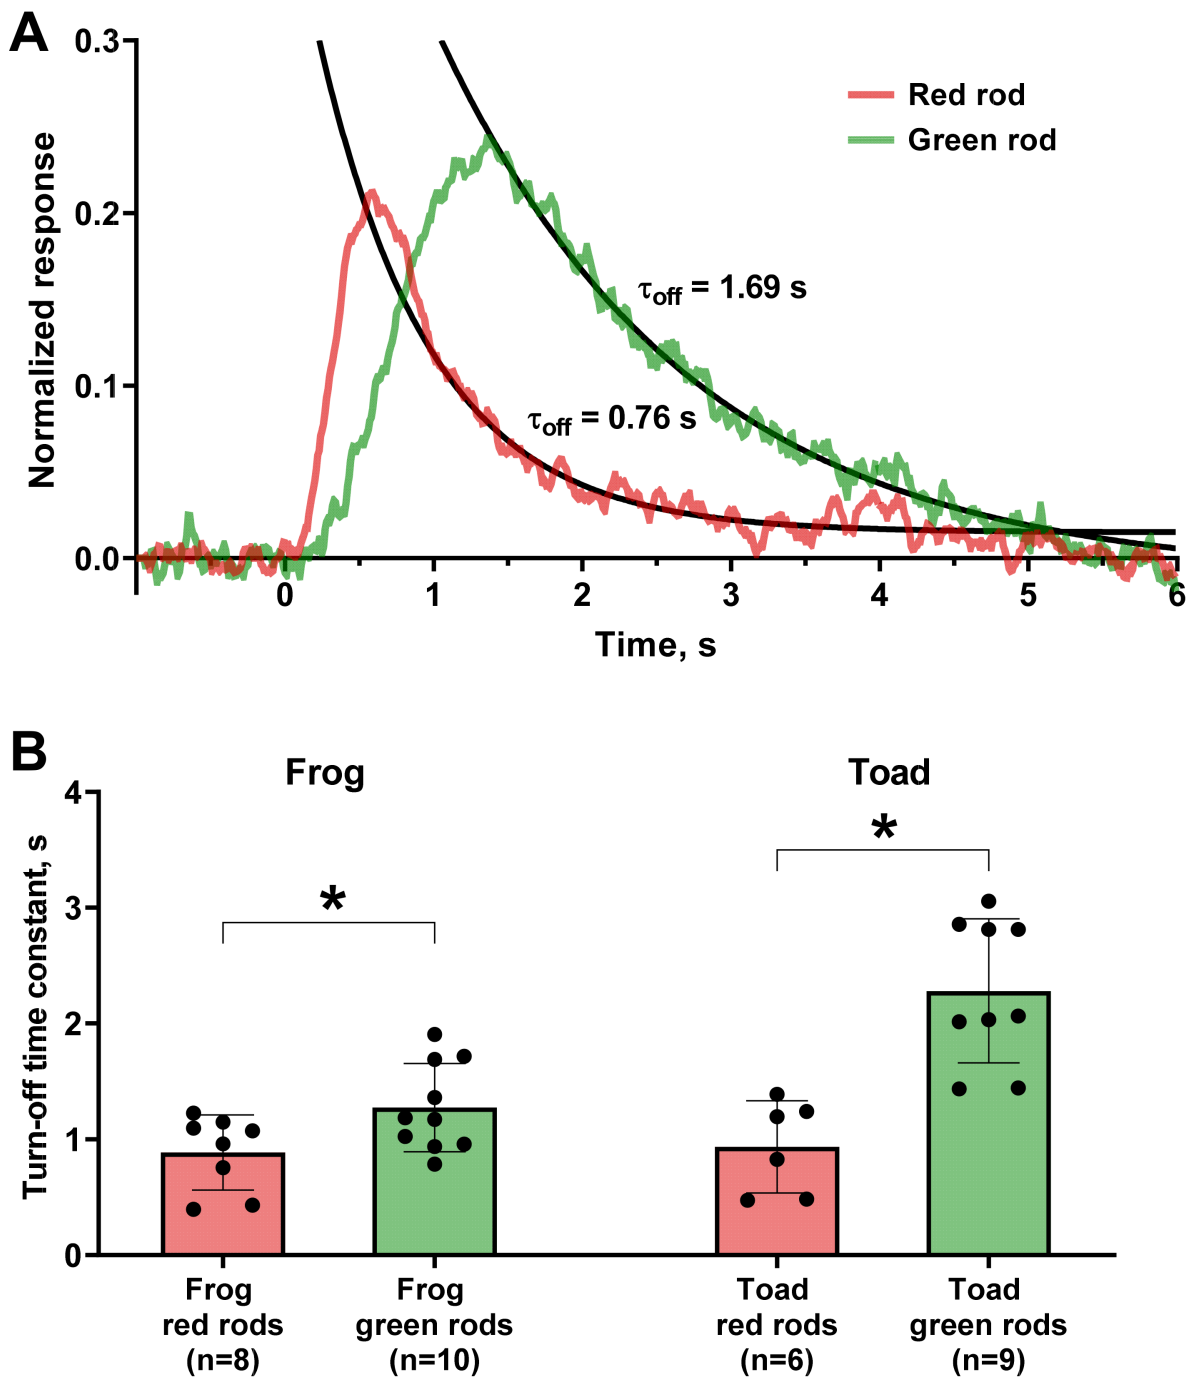 A
0.3
0.2
0.1
0.0
Normalized response
Red rod
Green rod
τoff = 1.69 s
τoff = 0.76 s
0 1 2 3 4 5 6
Time, s
B
Frog Toad
4
3
2
1
0
Turn-off time constant, s
* *
Frog red rods (n=8)
Frog green rods (n=10)
Toad red rods (n=6)
Toad green rods (n=9)